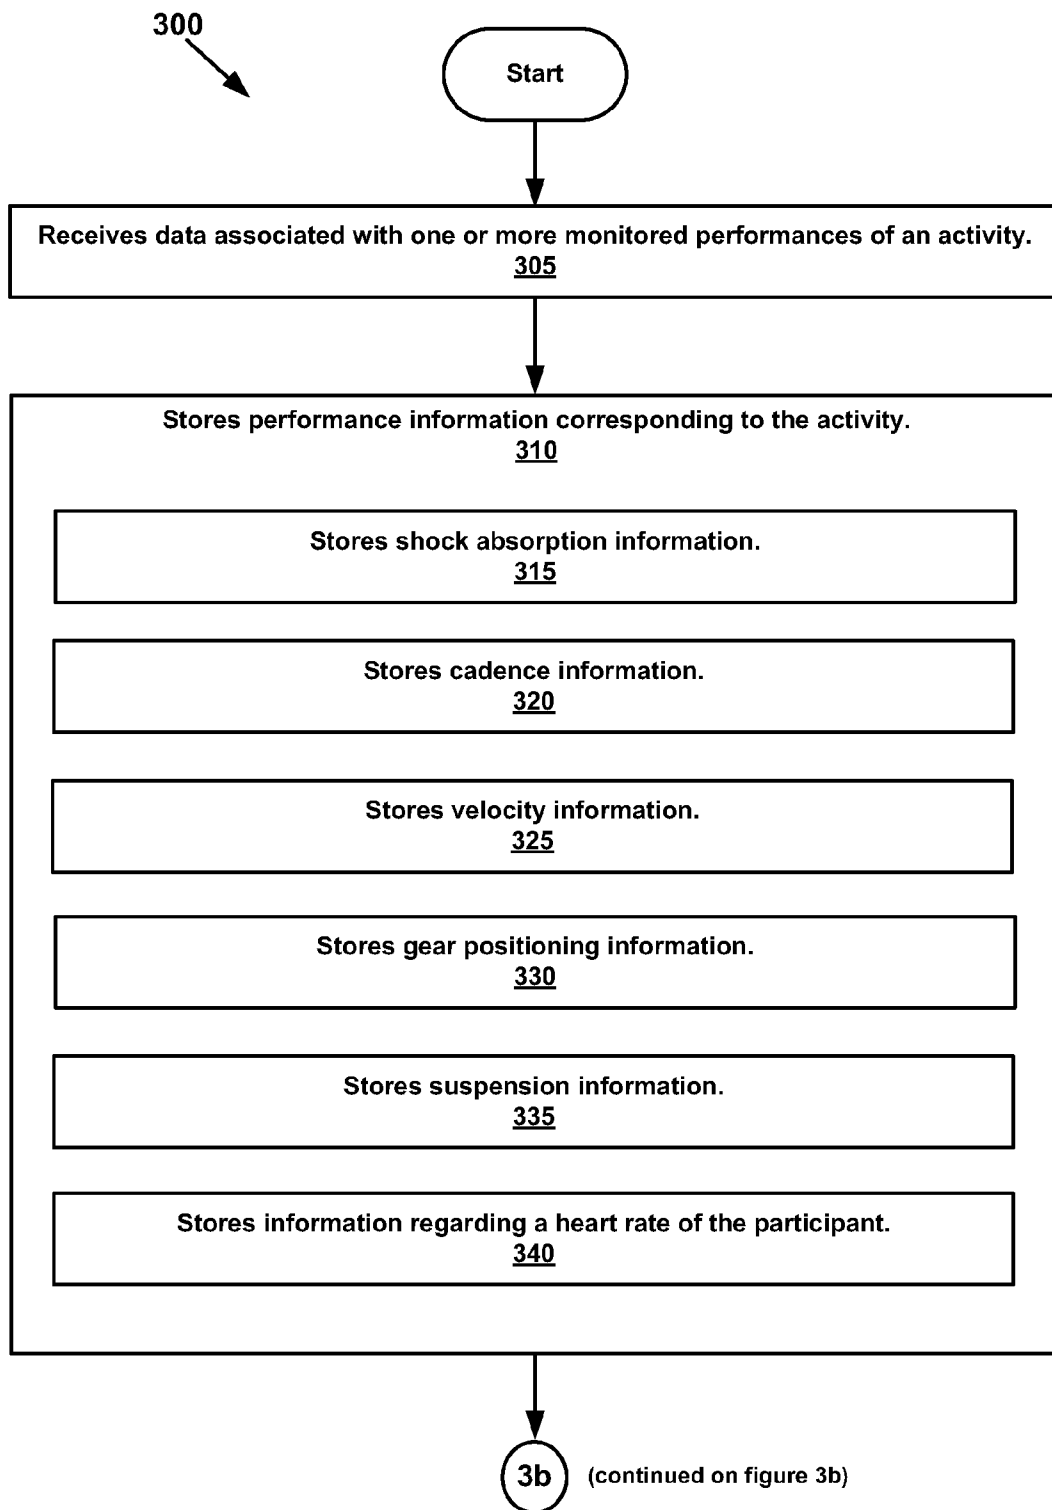 300
Start
Receives data associated with one or more monitored performances of an activity.
305
Stores performance information corresponding to the activity.
310
Stores shock absorption information.
315
Stores cadence information.
320
Stores velocity information.
325
Stores gear positioning information.
330
Stores suspension information.
335
Stores information regarding a heart rate of the participant.
340
3b (continued on figure 3b)